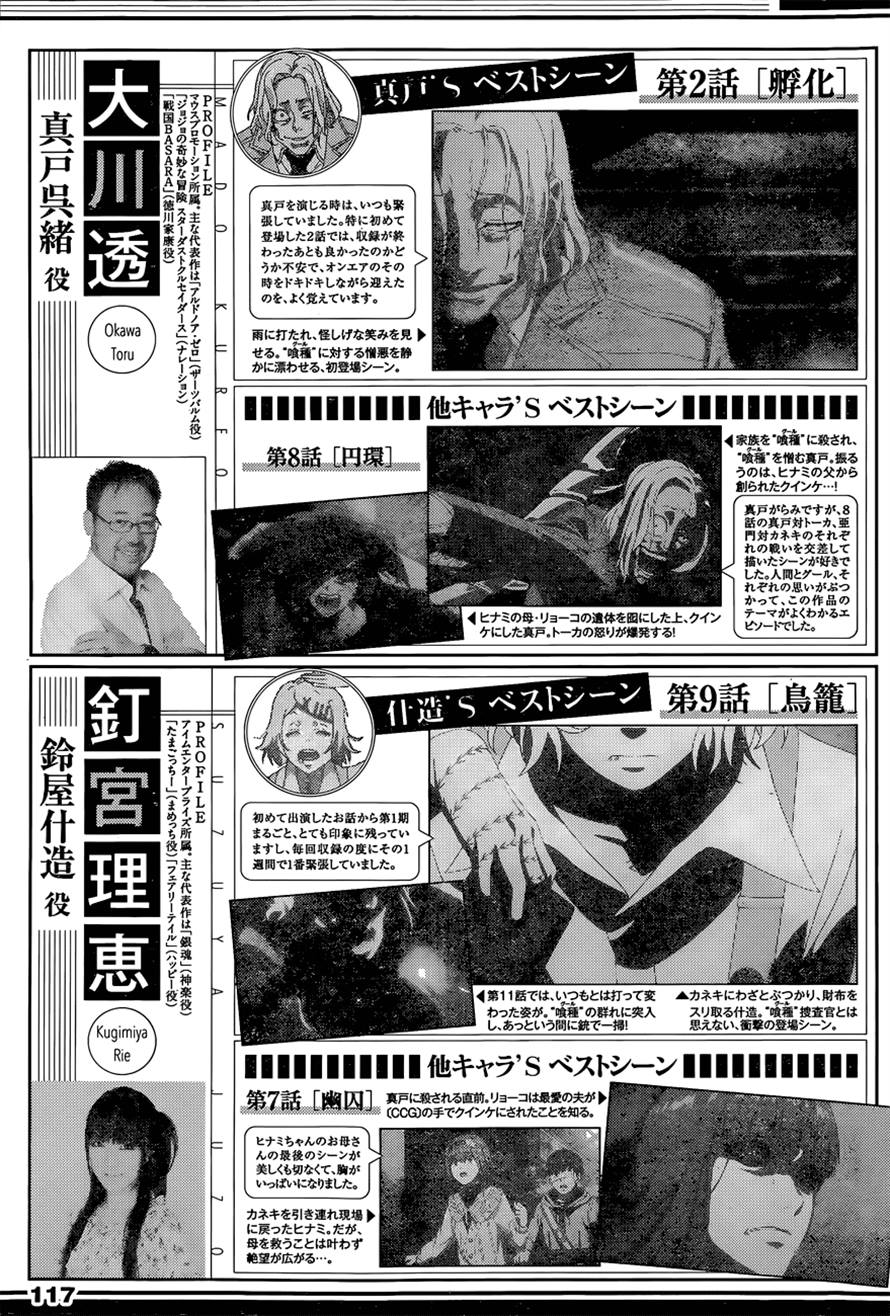 大川透
真戸呉緒 役
Okawa
Toru
PROFILE
マウスプロモーション所属。主な代表作は「アルドノア・ゼロ」(ザーツバルム役)
「ジョジョの奇妙な冒険 スターダストクルセイダース」(ナレーション)
「戦国BASARA」(徳川家康役)
MADO KUREO
真戸'S ベストシーン
第2話 [孵化]
真戸を演じる時は、いつも緊
張していました。特に初めて
登場した2話では、収録が終
わったあとも良かったのかど
うか不安で、オンエアのその
時をドキドキしながら迎えた
のを、よく覚えています。
雨に打たれ、怪しげな笑みを見▶
せる。“喰種”に対する憎悪を静
グール
かに漂わせる、初登場シーン。
他キャラ'S ベストシーン
第8話 [円環]
◀家族を“喰種”に殺され、
グール
“喰種”を憎む真戸。振る
グール
うのは、ヒナミの父から
創られたクインケ…!
真戸がらみですが、8
話の真戸対トーカ、亜
門対カネキのそれぞ
れの戦いを交差して
描いたシーンが好きで
した。人間とグール、そ
れぞれの思いがぶつ
かって、この作品の
テーマがよくわかるエ
ピソードでした。
◀ヒナミの母・リョーコの遺体を囮にした上、クイン
ケにした真戸。トーカの怒りが爆発する!
釘宮理恵
鈴屋什造 役
Kugimiya
Rie
PROFILE
アイムエンタープライズ所属。主な代表作は「銀魂」(神楽役)
「たまごっちー」(まめっち役)「フェアリーテイル」(ハッピー役)
SUZUYA JUUZO
什造'S ベストシーン
第9話 [鳥籠]
初めて出演したお話から第1期
まるごと、とても印象に残ってい
ますし、毎回収録の度にその1
週間で1番緊張していました。
◀第11話では、いつもとは打って変
わった姿が。“喰種”の群れに突入
グール
し、あっという間に銃で一掃!
▲カネキにわざとぶつかり、財布を
スリ取る什造。“喰種”捜査官とは
グール
思えない、衝撃の登場シーン。
他キャラ'S ベストシーン
第7話 [幽囚]
真戸に殺される直前。リョーコは最愛の夫が▶
〔CCG〕の手でクインケにされたことを知る。
ヒナミちゃんのお母さ
んの最後のシーンが
美しくも切なくて、胸が
いっぱいになりました。
カネキを引き連れ現場▶
に戻ったヒナミ。だが、
母を救うことは叶わず
絶望が広がる…。
117